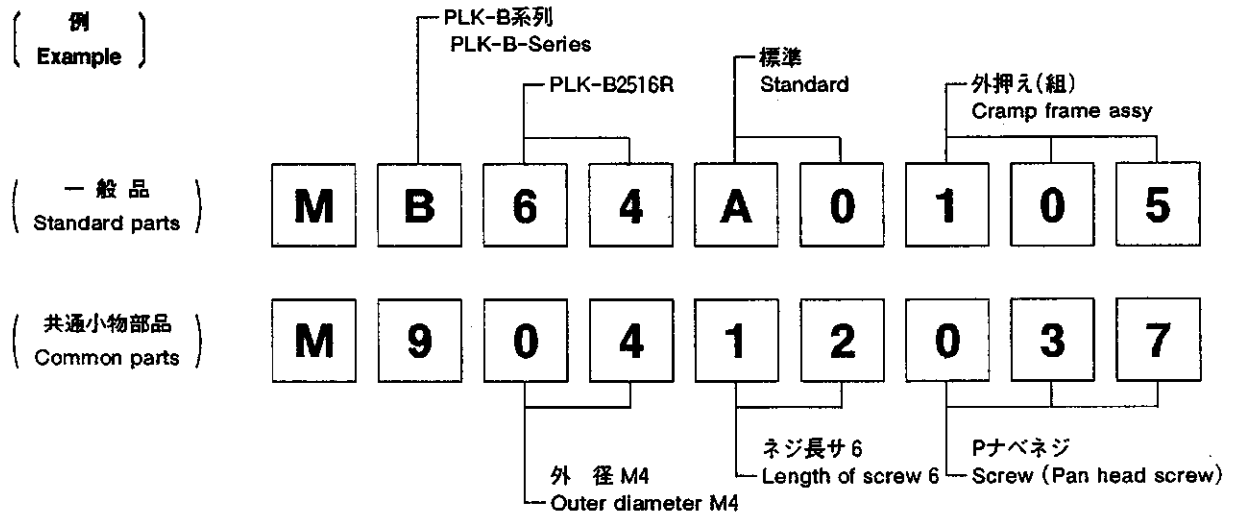 例
Example
PLK-B系列
PLK-B-Series
PLK-B2516R
標準
Standard
外押え(組)
Cramp frame assy
一般品
Standard parts
M B 6 4 A 0 1 0 5
共通小物部品
Common parts
M 9 0 4 1 2 0 3 7
外 径 M4
Outer diameter M4
ネジ長サ 6
Length of screw 6
Pナベネジ
Screw (Pan head screw)